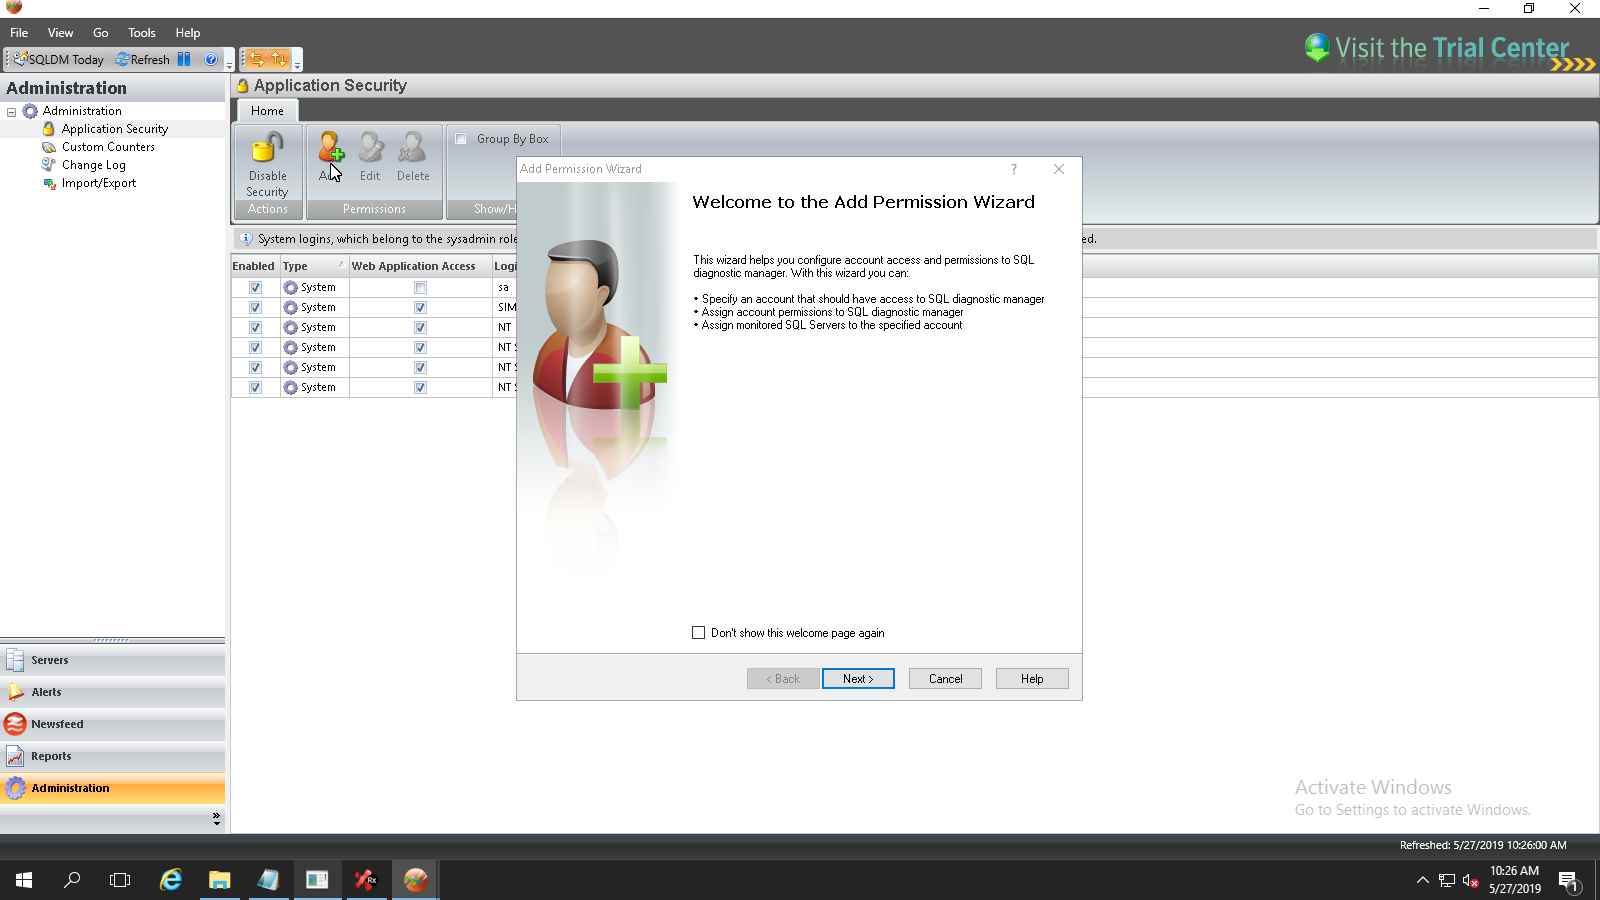 File View Go Tools Help
SQLDM Today Refresh
Visit the Trial Center
Administration
Administration
Application Security
Custom Counters
Change Log
Import/Export
Application Security
Home
Disable Security
Edit
Delete
Group By Box
Actions
Permissions
Show/H
System logins, which belong to the sysadmin role
ed.
Enabled Type Web Application Access Logi
System sa
System SIM
System NT
System NT S
System NT S
System NT S
Add Permission Wizard
Welcome to the Add Permission Wizard
This wizard helps you configure account access and permissions to SQL
diagnostic manager. With this wizard you can:
• Specify an account that should have access to SQL diagnostic manager
• Assign account permissions to SQL diagnostic manager
• Assign monitored SQL Servers to the specified account
Don't show this welcome page again
< Back Next > Cancel Help
Servers
Alerts
Newsfeed
Reports
Administration
Activate Windows
Go to Settings to activate Windows.
Refreshed: 5/27/2019 10:26:00 AM
Rx
10:26 AM
5/27/2019
1